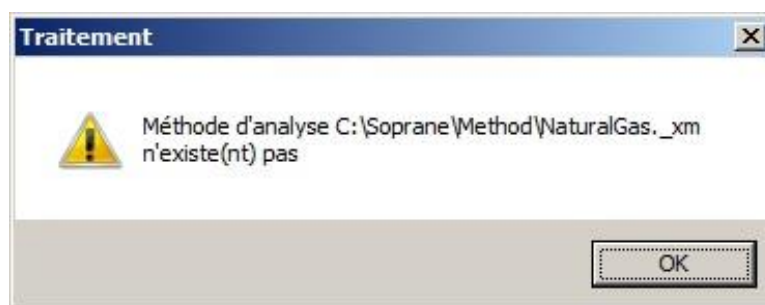 Traitement
Méthode d'analyse C:\Soprane\Method\NaturalGas._xm
n'existe(nt) pas
OK